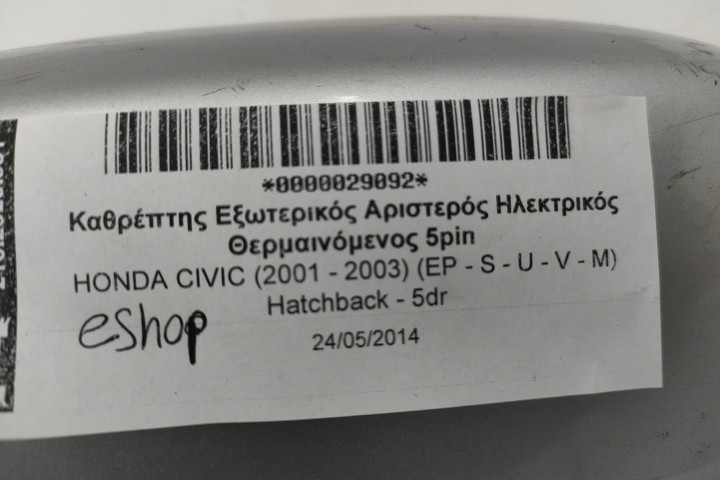 *0000029092*
Καθρέπτης Εξωτερικός Αριστερός Ηλεκτρικός
Θερμαινόμενος 5pin
HONDA CIVIC (2001 - 2003) (EP - S - U - V - M)
Hatchback - 5dr
eshop
24/05/2014